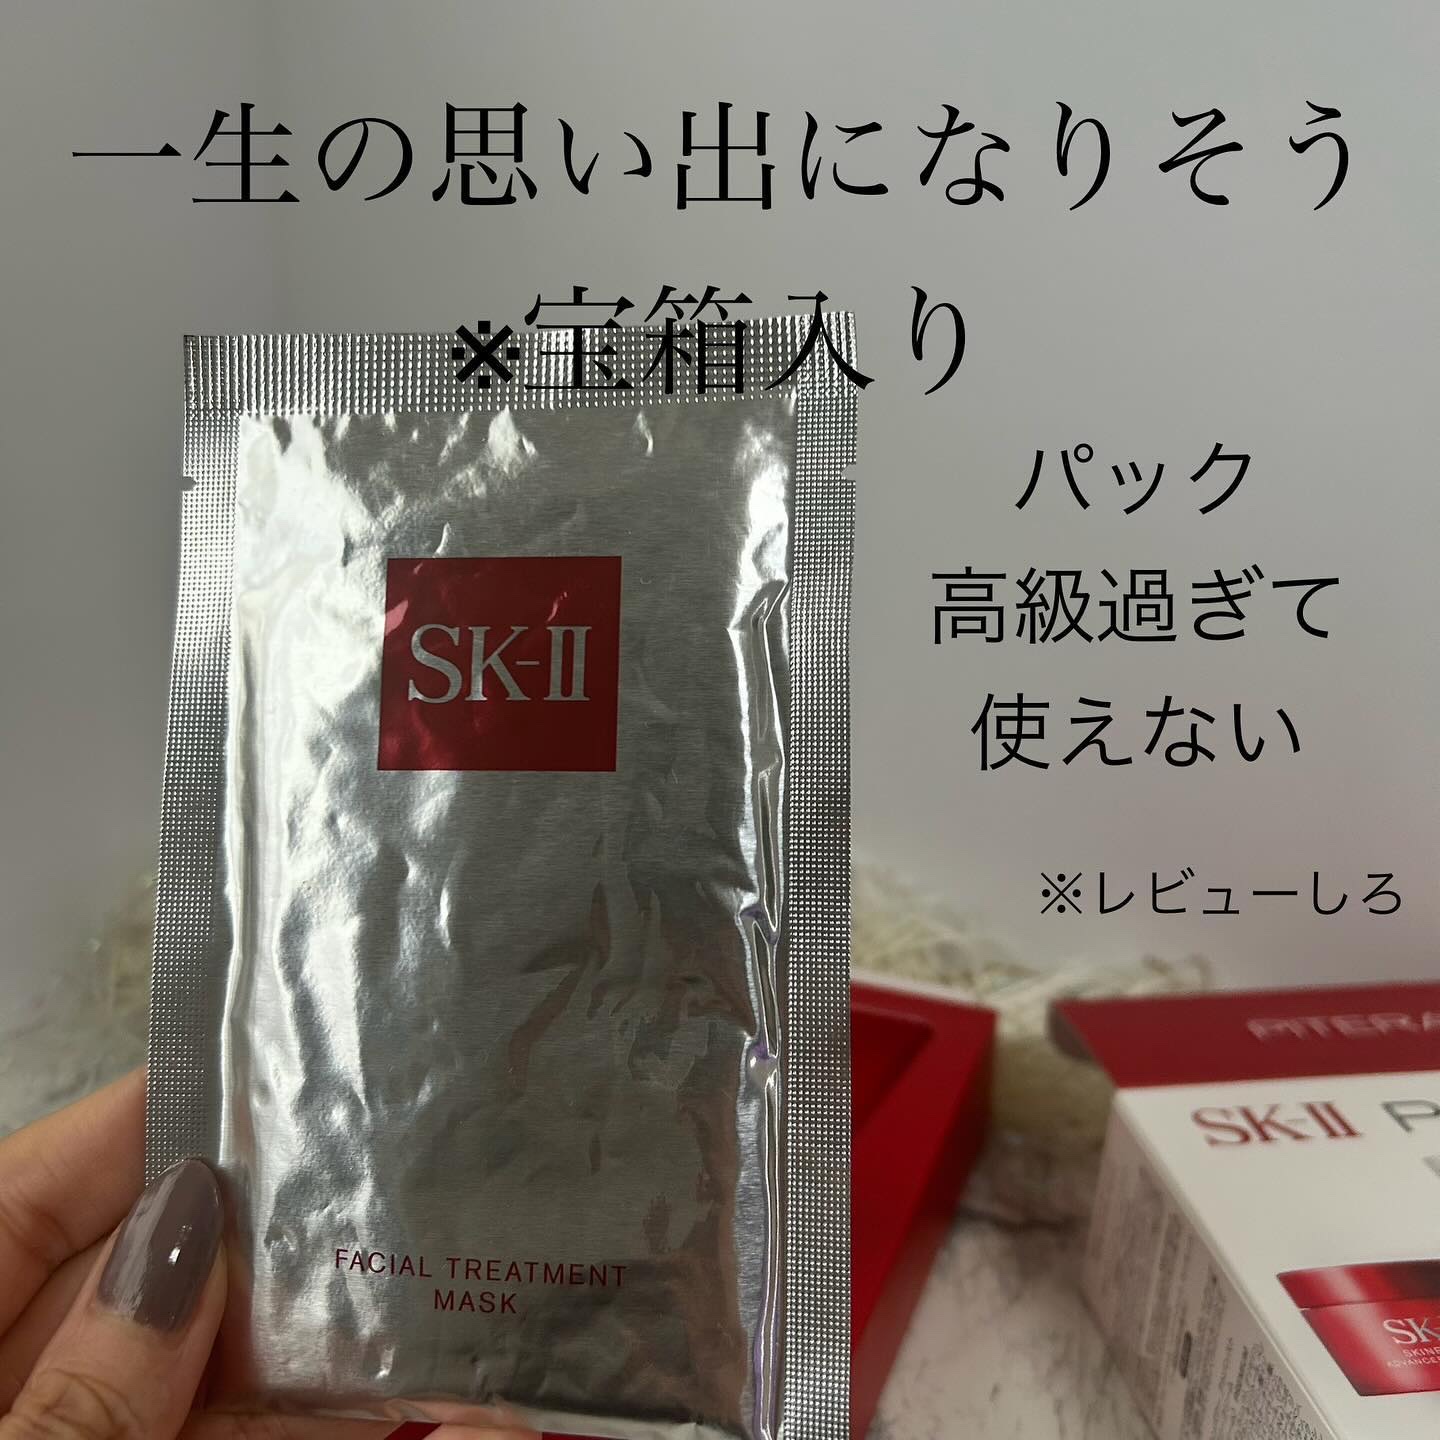 一生の思い出になりそう
※宝箱入り
パック
高級過ぎて
使えない
※レビューしろ
SK-II
FACIAL TREATMENT
MASK
SK-II